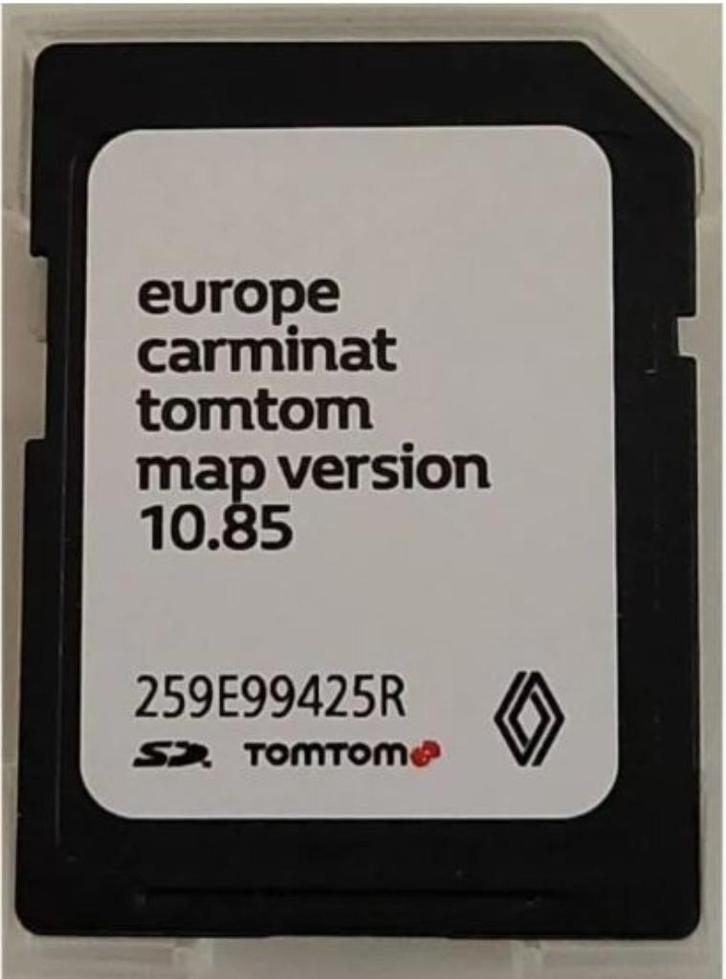 europe
carminat
tomtom
map version
10.85
259E99425R
SD TOMTOM